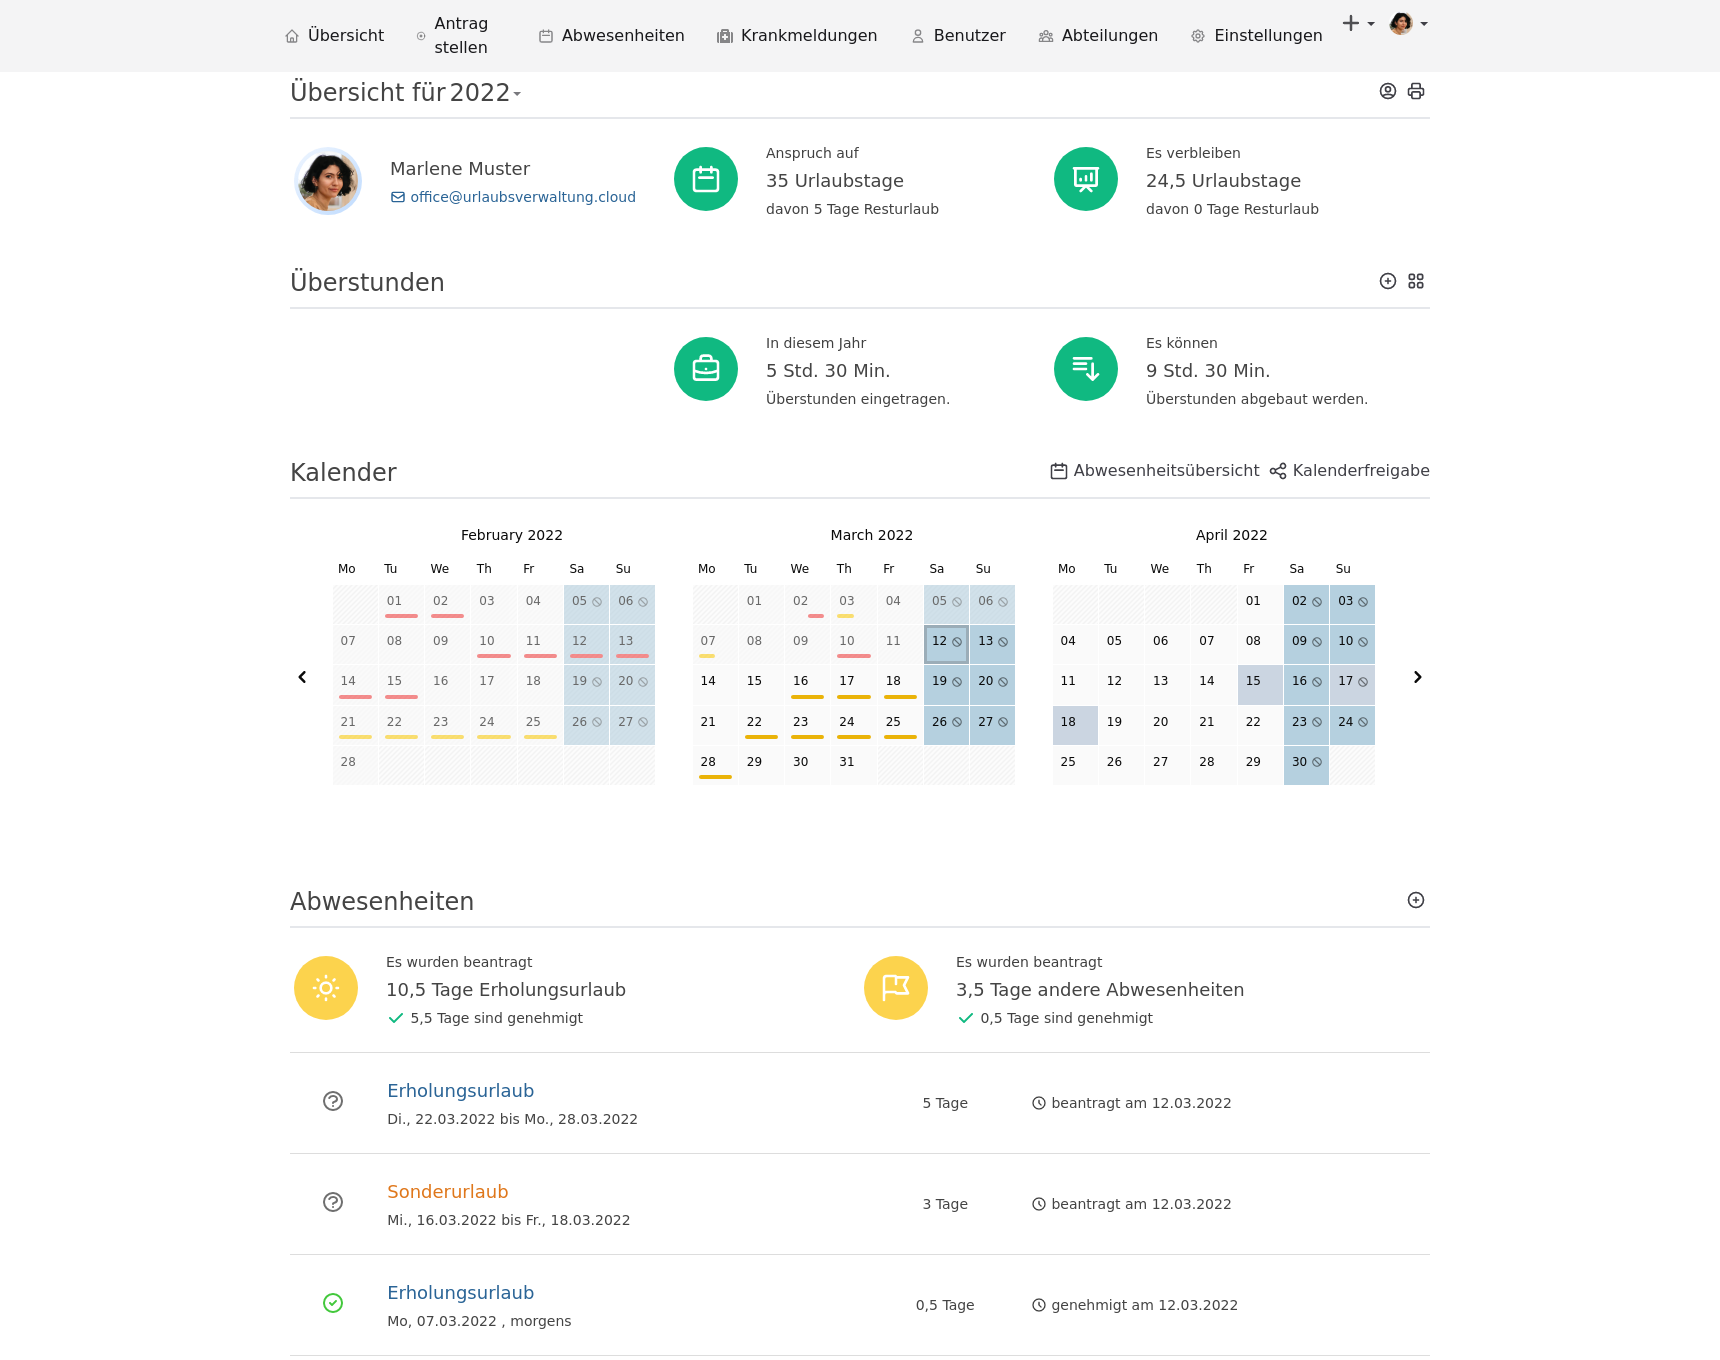 Übersicht
Antrag
stellen
Abwesenheiten
Krankmeldungen
Benutzer
Abteilungen
Einstellungen
Übersicht für 2022
Marlene Muster
office@urlaubsverwaltung.cloud
Anspruch auf
35 Urlaubstage
davon 5 Tage Resturlaub
Es verbleiben
24,5 Urlaubstage
davon 0 Tage Resturlaub
Überstunden
In diesem Jahr
5 Std. 30 Min.
Überstunden eingetragen.
Es können
9 Std. 30 Min.
Überstunden abgebaut werden.
Kalender
Abwesenheitsübersicht
Kalenderfreigabe
February 2022
Mo Tu We Th Fr Sa Su
01 02 03 04 05 06
07 08 09 10 11 12 13
14 15 16 17 18 19 20
21 22 23 24 25 26 27
28
March 2022
Mo Tu We Th Fr Sa Su
01 02 03 04 05 06
07 08 09 10 11 12 13
14 15 16 17 18 19 20
21 22 23 24 25 26 27
28 29 30 31
April 2022
Mo Tu We Th Fr Sa Su
01 02 03
04 05 06 07 08 09 10
11 12 13 14 15 16 17
18 19 20 21 22 23 24
25 26 27 28 29 30
Abwesenheiten
Es wurden beantragt
10,5 Tage Erholungsurlaub
5,5 Tage sind genehmigt
Es wurden beantragt
3,5 Tage andere Abwesenheiten
0,5 Tage sind genehmigt
Erholungsurlaub
Di., 22.03.2022 bis Mo., 28.03.2022
5 Tage
beantragt am 12.03.2022
Sonderurlaub
Mi., 16.03.2022 bis Fr., 18.03.2022
3 Tage
beantragt am 12.03.2022
Erholungsurlaub
Mo, 07.03.2022 , morgens
0,5 Tage
genehmigt am 12.03.2022